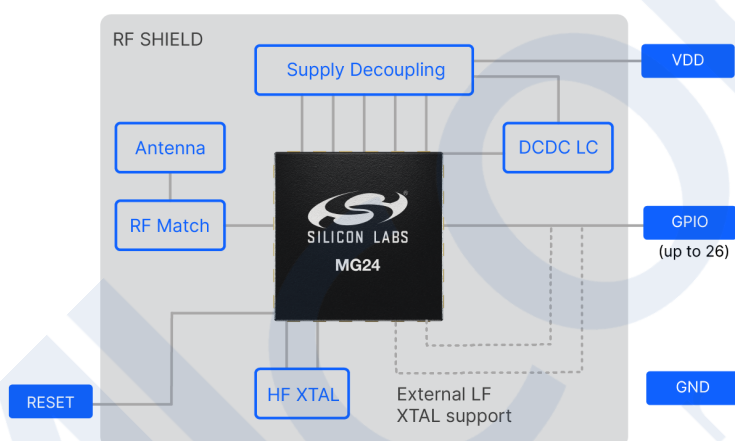 RF SHIELD
Supply Decoupling
VDD
Antenna
DCDC LC
RF Match
SILICON LABS
MG24
GPIO
(up to 26)
RESET
HF XTAL
External LF
XTAL support
GND